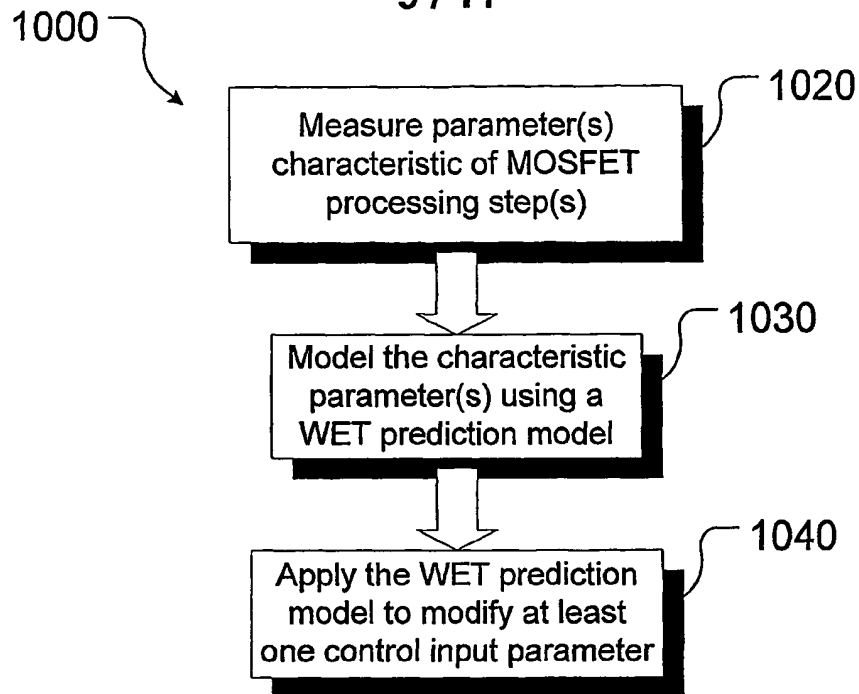 1000
1020
Measure parameter(s)
characteristic of MOSFET
processing step(s)
1030
Model the characteristic
parameter(s) using a
WET prediction model
1040
Apply the WET prediction
model to modify at least
one control input parameter